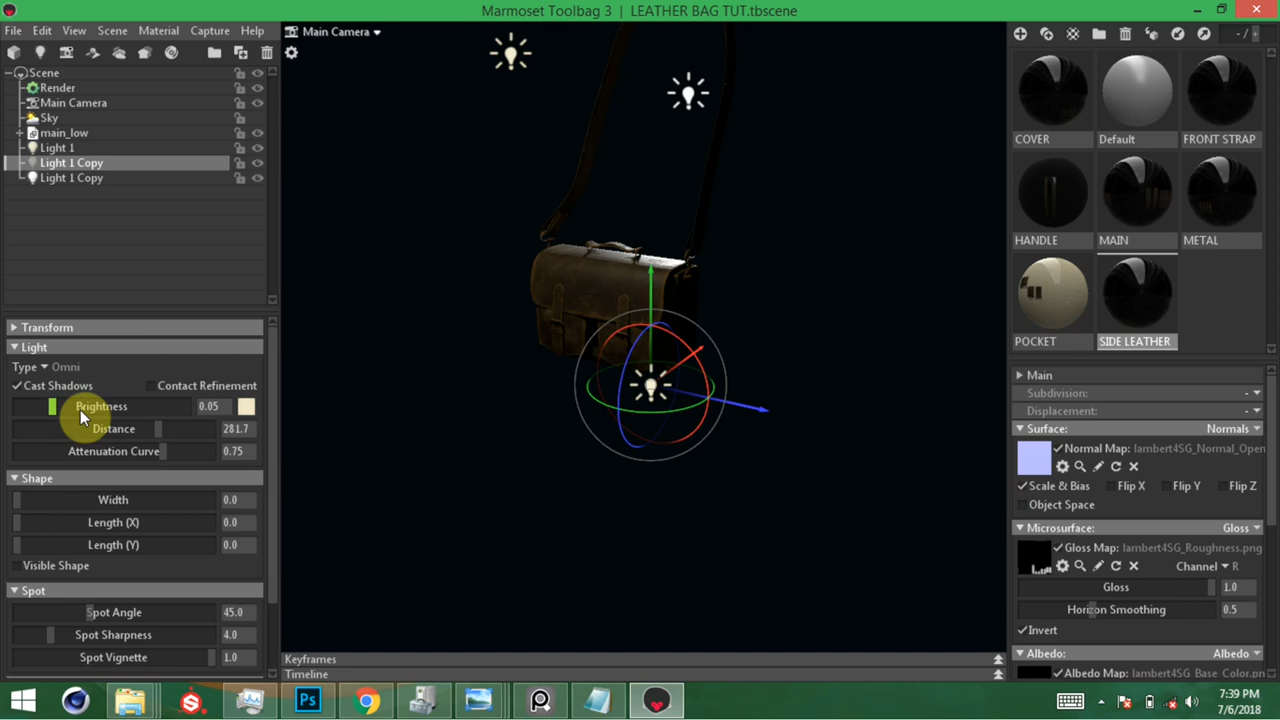 Marmoset Toolbag 3 | LEATHER BAG TUT.tbscene
File Edit View Scene Material Capture Help
Main Camera
- / +
Scene
Render
Main Camera
Sky
main_low
Light 1
Light 1 Copy
Light 1 Copy
COVER Default FRONT STRAP
HANDLE MAIN METAL
POCKET SIDE LEATHER
Transform
Light
Type Omni
Cast Shadows Contact Refinement
Brightness 0.05
Distance 281.7
Attenuation Curve 0.75
Shape
Width 0.0
Length (X) 0.0
Length (Y) 0.0
Visible Shape
Spot
Spot Angle 45.0
Spot Sharpness 4.0
Spot Vignette 1.0
Keyframes
Timeline
Main
Subdivision: -
Displacement: -
Surface: Normals
Normal Map: lambert4SG_Normal_Open
Scale & Bias Flip X Flip Y Flip Z
Object Space
Microsurface: Gloss
Gloss Map: lambert4SG_Roughness.png
Channel R
Gloss 1.0
Horizon Smoothing 0.5
Invert
Albedo: Albedo
Albedo Map: lambert4SG_Base_Color.pn
Ps
7:39 PM
7/6/2018